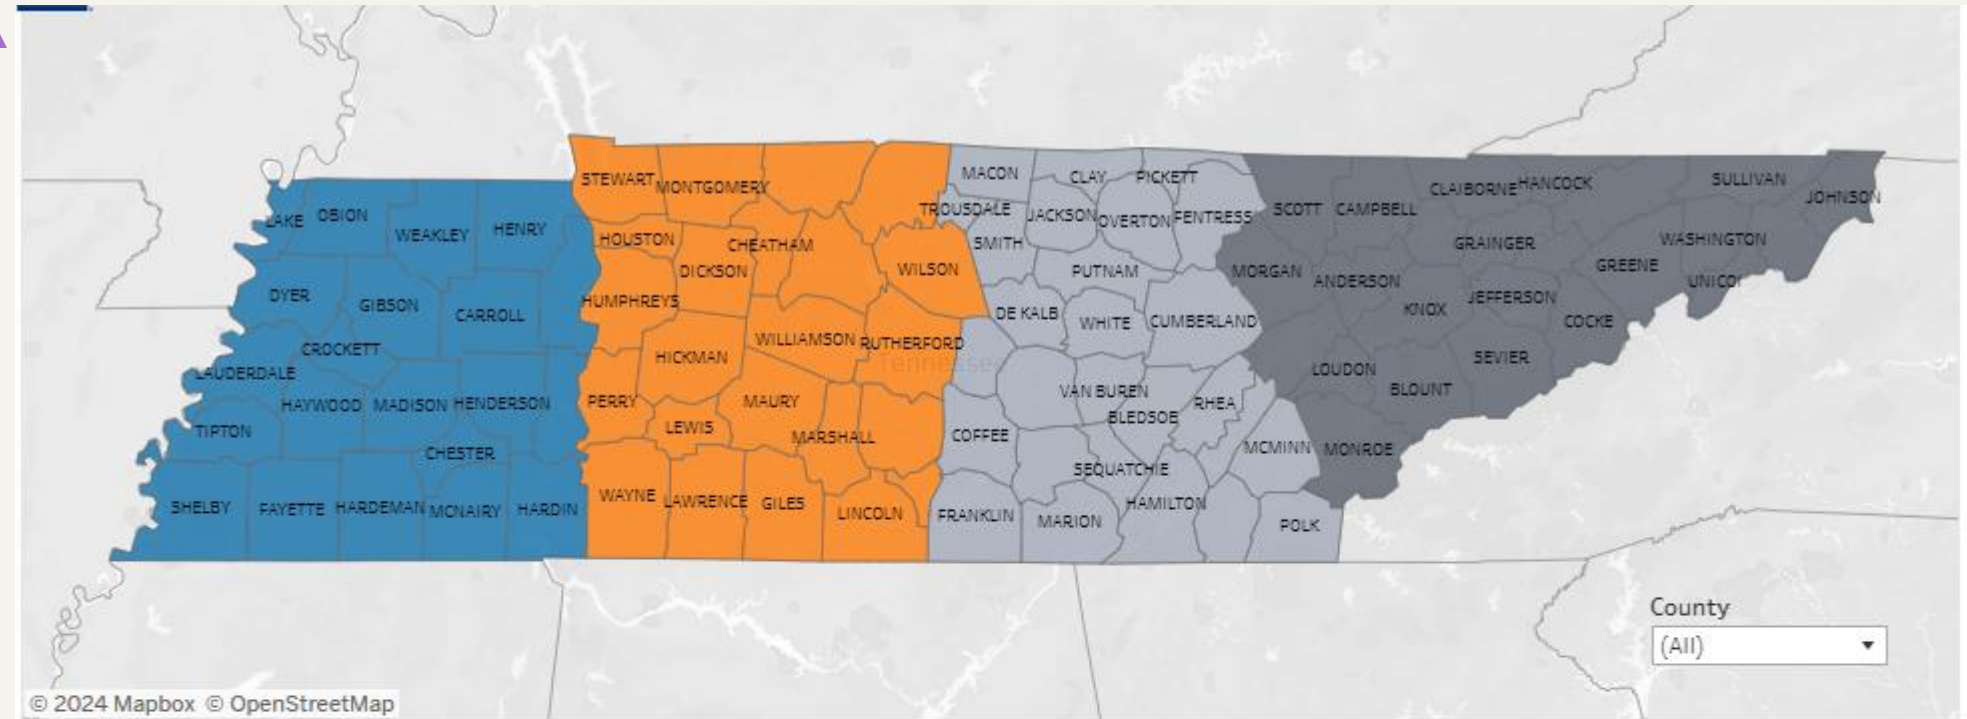 STEWART
MONTGOMERY
MACON
CLAY
PICKETT
CLAIBORNE
HANCOCK
SULLIVAN
JOHNSON
LAKE
OBION
WEAKLEY
HENRY
HOUSTON
CHEATHAM
TROUSDALE
JACKSON
OVERTON
FENTRESS
SCOTT
CAMPBELL
SMITH
GRAINGER
WASHINGTON
DICKSON
WILSON
PUTNAM
MORGAN
ANDERSON
GREENE
UNICOI
DYER
GIBSON
CARROLL
HUMPHREYS
DE KALB
WHITE
CUMBERLAND
KNOX
JEFFERSON
COCKE
CROCKETT
WILLIAMSON
RUTHERFORD
HICKMAN
Tennessee
LOUDON
SEVIER
LAUDERDALE
HAYWOOD
MADISON
HENDERSON
PERRY
MAURY
VAN BUREN
BLEDSOE
RHEA
BLOUNT
TIPTON
CHESTER
LEWIS
MARSHALL
COFFEE
SEQUATCHIE
MCMINN
MONROE
SHELBY
FAYETTE
HARDEMAN
MCNAIRY
HARDIN
WAYNE
LAWRENCE
GILES
LINCOLN
FRANKLIN
MARION
HAMILTON
POLK
County
(All)
© 2024 Mapbox © OpenStreetMap